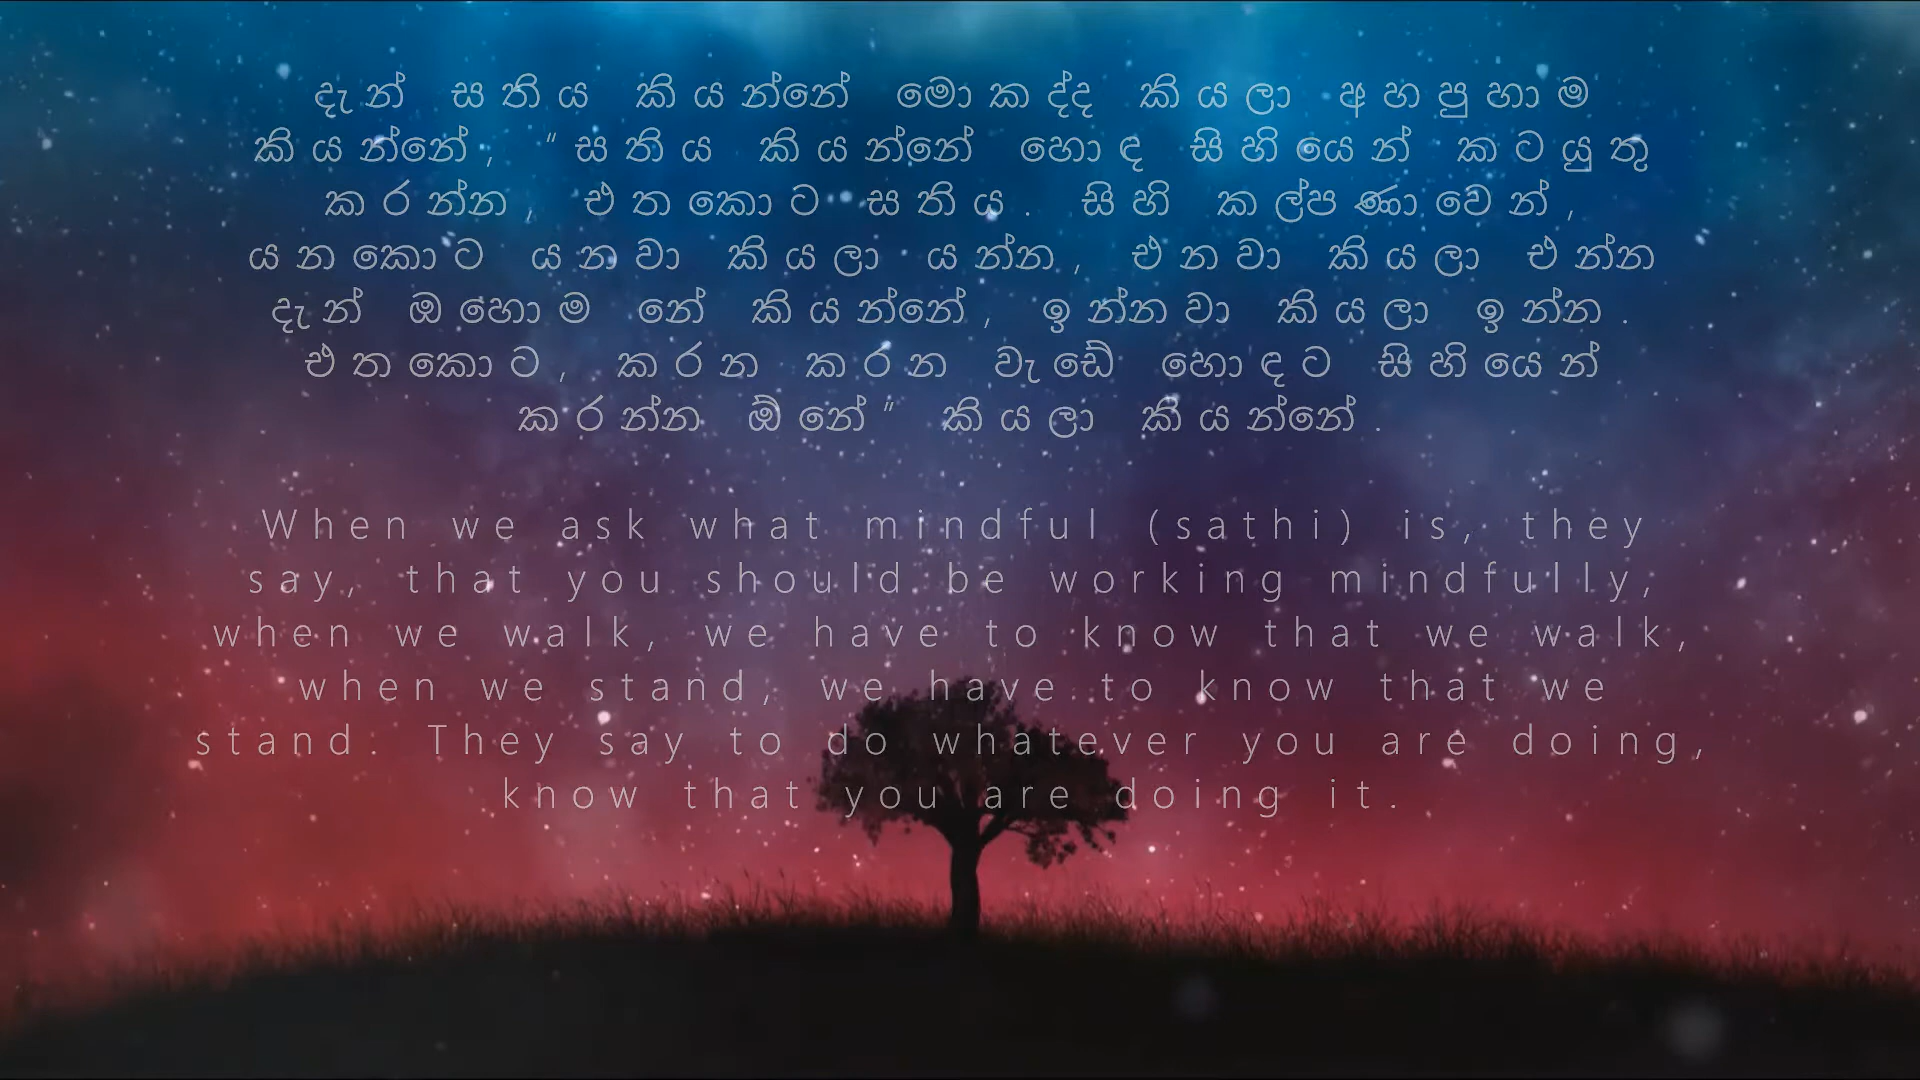 දැන් සතිය කියන්නේ මොකද්ද කියලා අහපුහාම
කියන්නේ, “සතිය කියන්නේ හොඳ සිහියෙන් කටයුතු
කරන්න, එතකොට සතිය. සිහි කල්පණාවෙන්,
යනකොට යනවා කියලා යන්න, එනවා කියලා එන්න
දැන් ඔහොම නේ කියන්නේ, ඉන්නවා කියලා ඉන්න.
එතකොට, කරන කරන වැඩේ හොඳට සිහියෙන්
කරන්න ඕනේ” කියලා කියන්නේ.
When we ask what mindful (sathi) is, they
say, that you should be working mindfully,
when we walk, we have to know that we walk,
when we stand, we have to know that we
stand. They say to do whatever you are doing,
know that you are doing it.